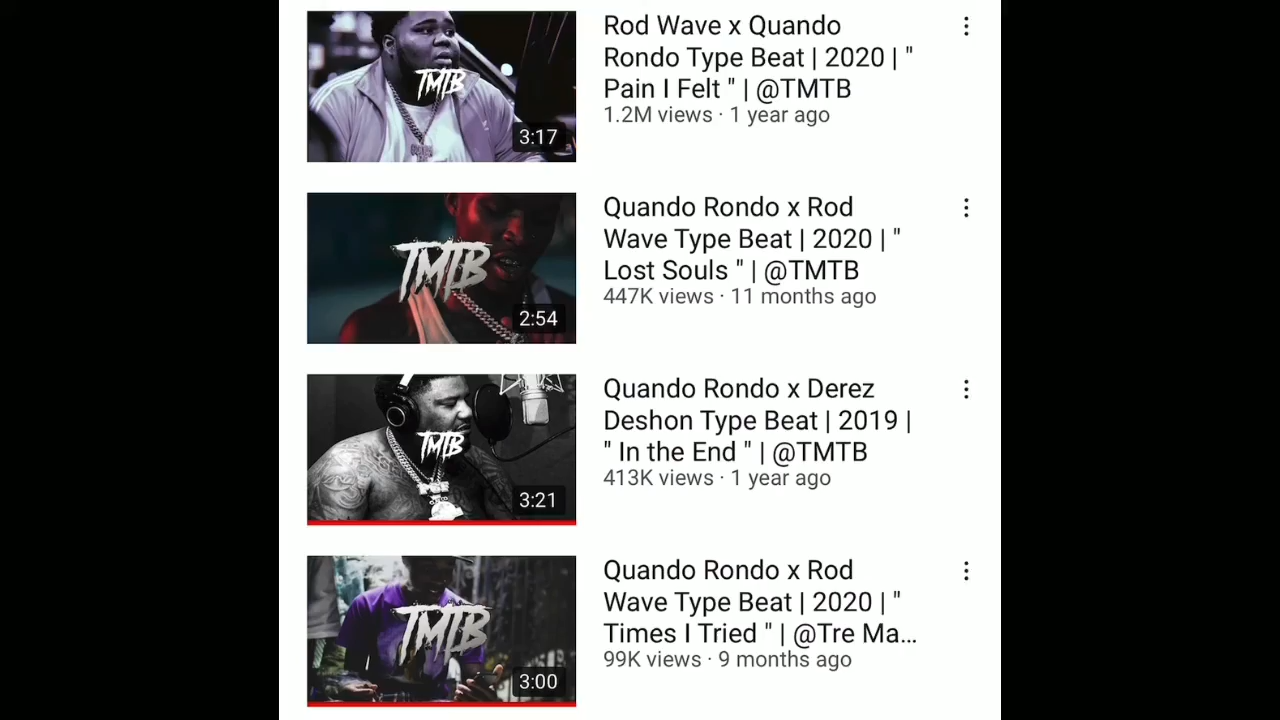 Rod Wave x Quando
Rondo Type Beat | 2020 | "
Pain I Felt " | @TMTB
1.2M views · 1 year ago
TMTB
3:17
Quando Rondo x Rod
Wave Type Beat | 2020 | "
Lost Souls " | @TMTB
447K views · 11 months ago
TMTB
2:54
Quando Rondo x Derez
Deshon Type Beat | 2019 |
" In the End " | @TMTB
413K views · 1 year ago
TMTB
3:21
Quando Rondo x Rod
Wave Type Beat | 2020 | "
Times I Tried " | @Tre Ma...
99K views · 9 months ago
TMTB
3:00